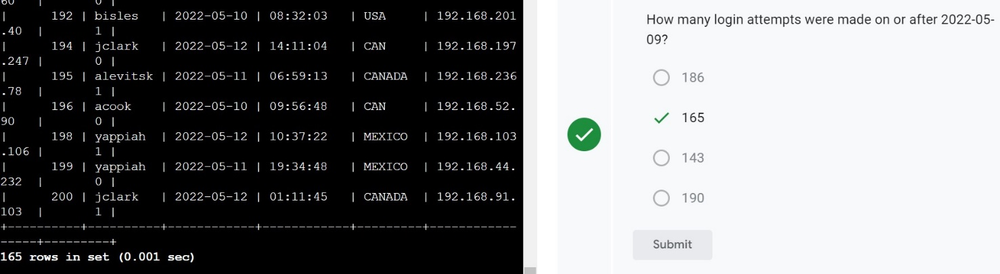 60 | 0 |
| 192 | bisles | 2022-05-10 | 08:32:03 | USA | 192.168.201
.40 | 1 |
| 194 | jclark | 2022-05-12 | 14:11:04 | CAN | 192.168.197
.247 | 0 |
| 195 | alevitsk | 2022-05-11 | 06:59:13 | CANADA | 192.168.236
.78 | 1 |
| 196 | acook | 2022-05-10 | 09:56:48 | CAN | 192.168.52.
90 | 0 |
| 198 | yappiah | 2022-05-12 | 10:37:22 | MEXICO | 192.168.103
.106 | 1 |
| 199 | yappiah | 2022-05-11 | 19:34:48 | MEXICO | 192.168.44.
232 | 0 |
| 200 | jclark | 2022-05-12 | 01:11:45 | CANADA | 192.168.91.
103 | 1 |
+----------+----------+------------+------------+---------+------------
-----+---------+
165 rows in set (0.001 sec)
How many login attempts were made on or after 2022-05-
09?
186
165
143
190
Submit